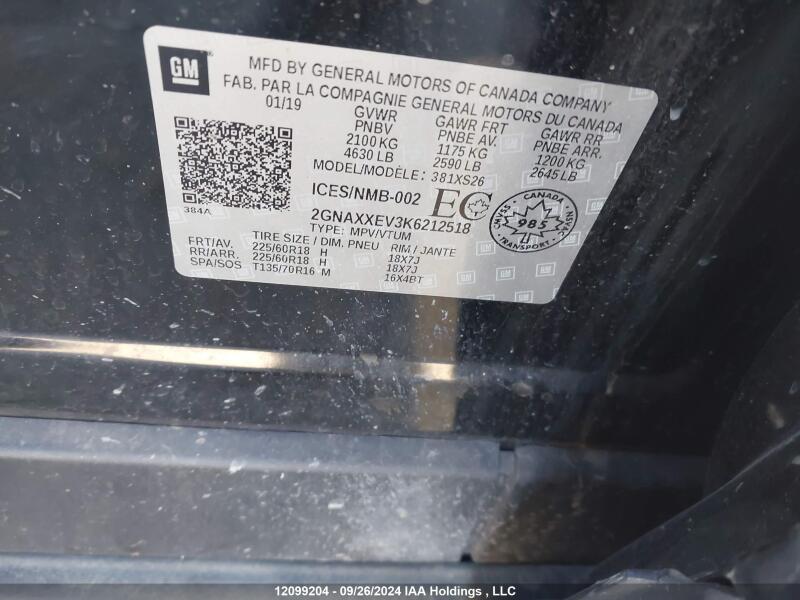 GM
MFD BY GENERAL MOTORS OF CANADA COMPANY
FAB. PAR LA COMPAGNIE GENERAL MOTORS DU CANADA
01/19 GVWR GAWR FRT GAWR RR
PNBV PNBE AV. PNBE ARR.
2100 KG 1175 KG 1200 KG
4630 LB 2590 LB 2645 LB
MODEL/MODÈLE: 381XS26
384A
ICES/NMB-002 EC
2GNAXXEV3K6212518
TYPE: MPV/VTUM
CANADA
CMVSS 985 NSVAC
TRANSPORT
TIRE SIZE / DIM. PNEU RIM / JANTE
FRT/AV. 225/60R18 H 18X7J
RR/ARR. 225/60R18 H 18X7J
SPA/SOS T135/70R16 M 16X4BT
12099204 - 09/26/2024 IAA Holdings , LLC